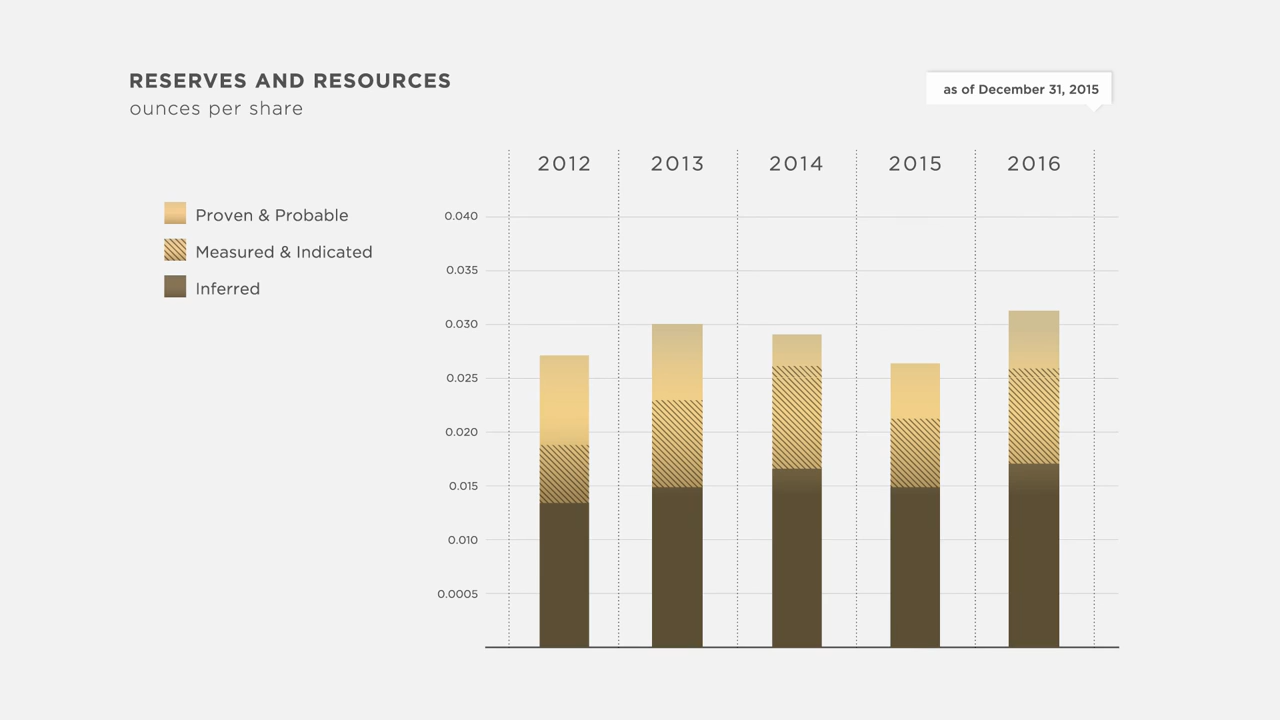 RESERVES AND RESOURCES
ounces per share
as of December 31, 2015
2012 2013 2014 2015 2016
Proven & Probable
Measured & Indicated
Inferred
0.040
0.035
0.030
0.025
0.020
0.015
0.010
0.0005